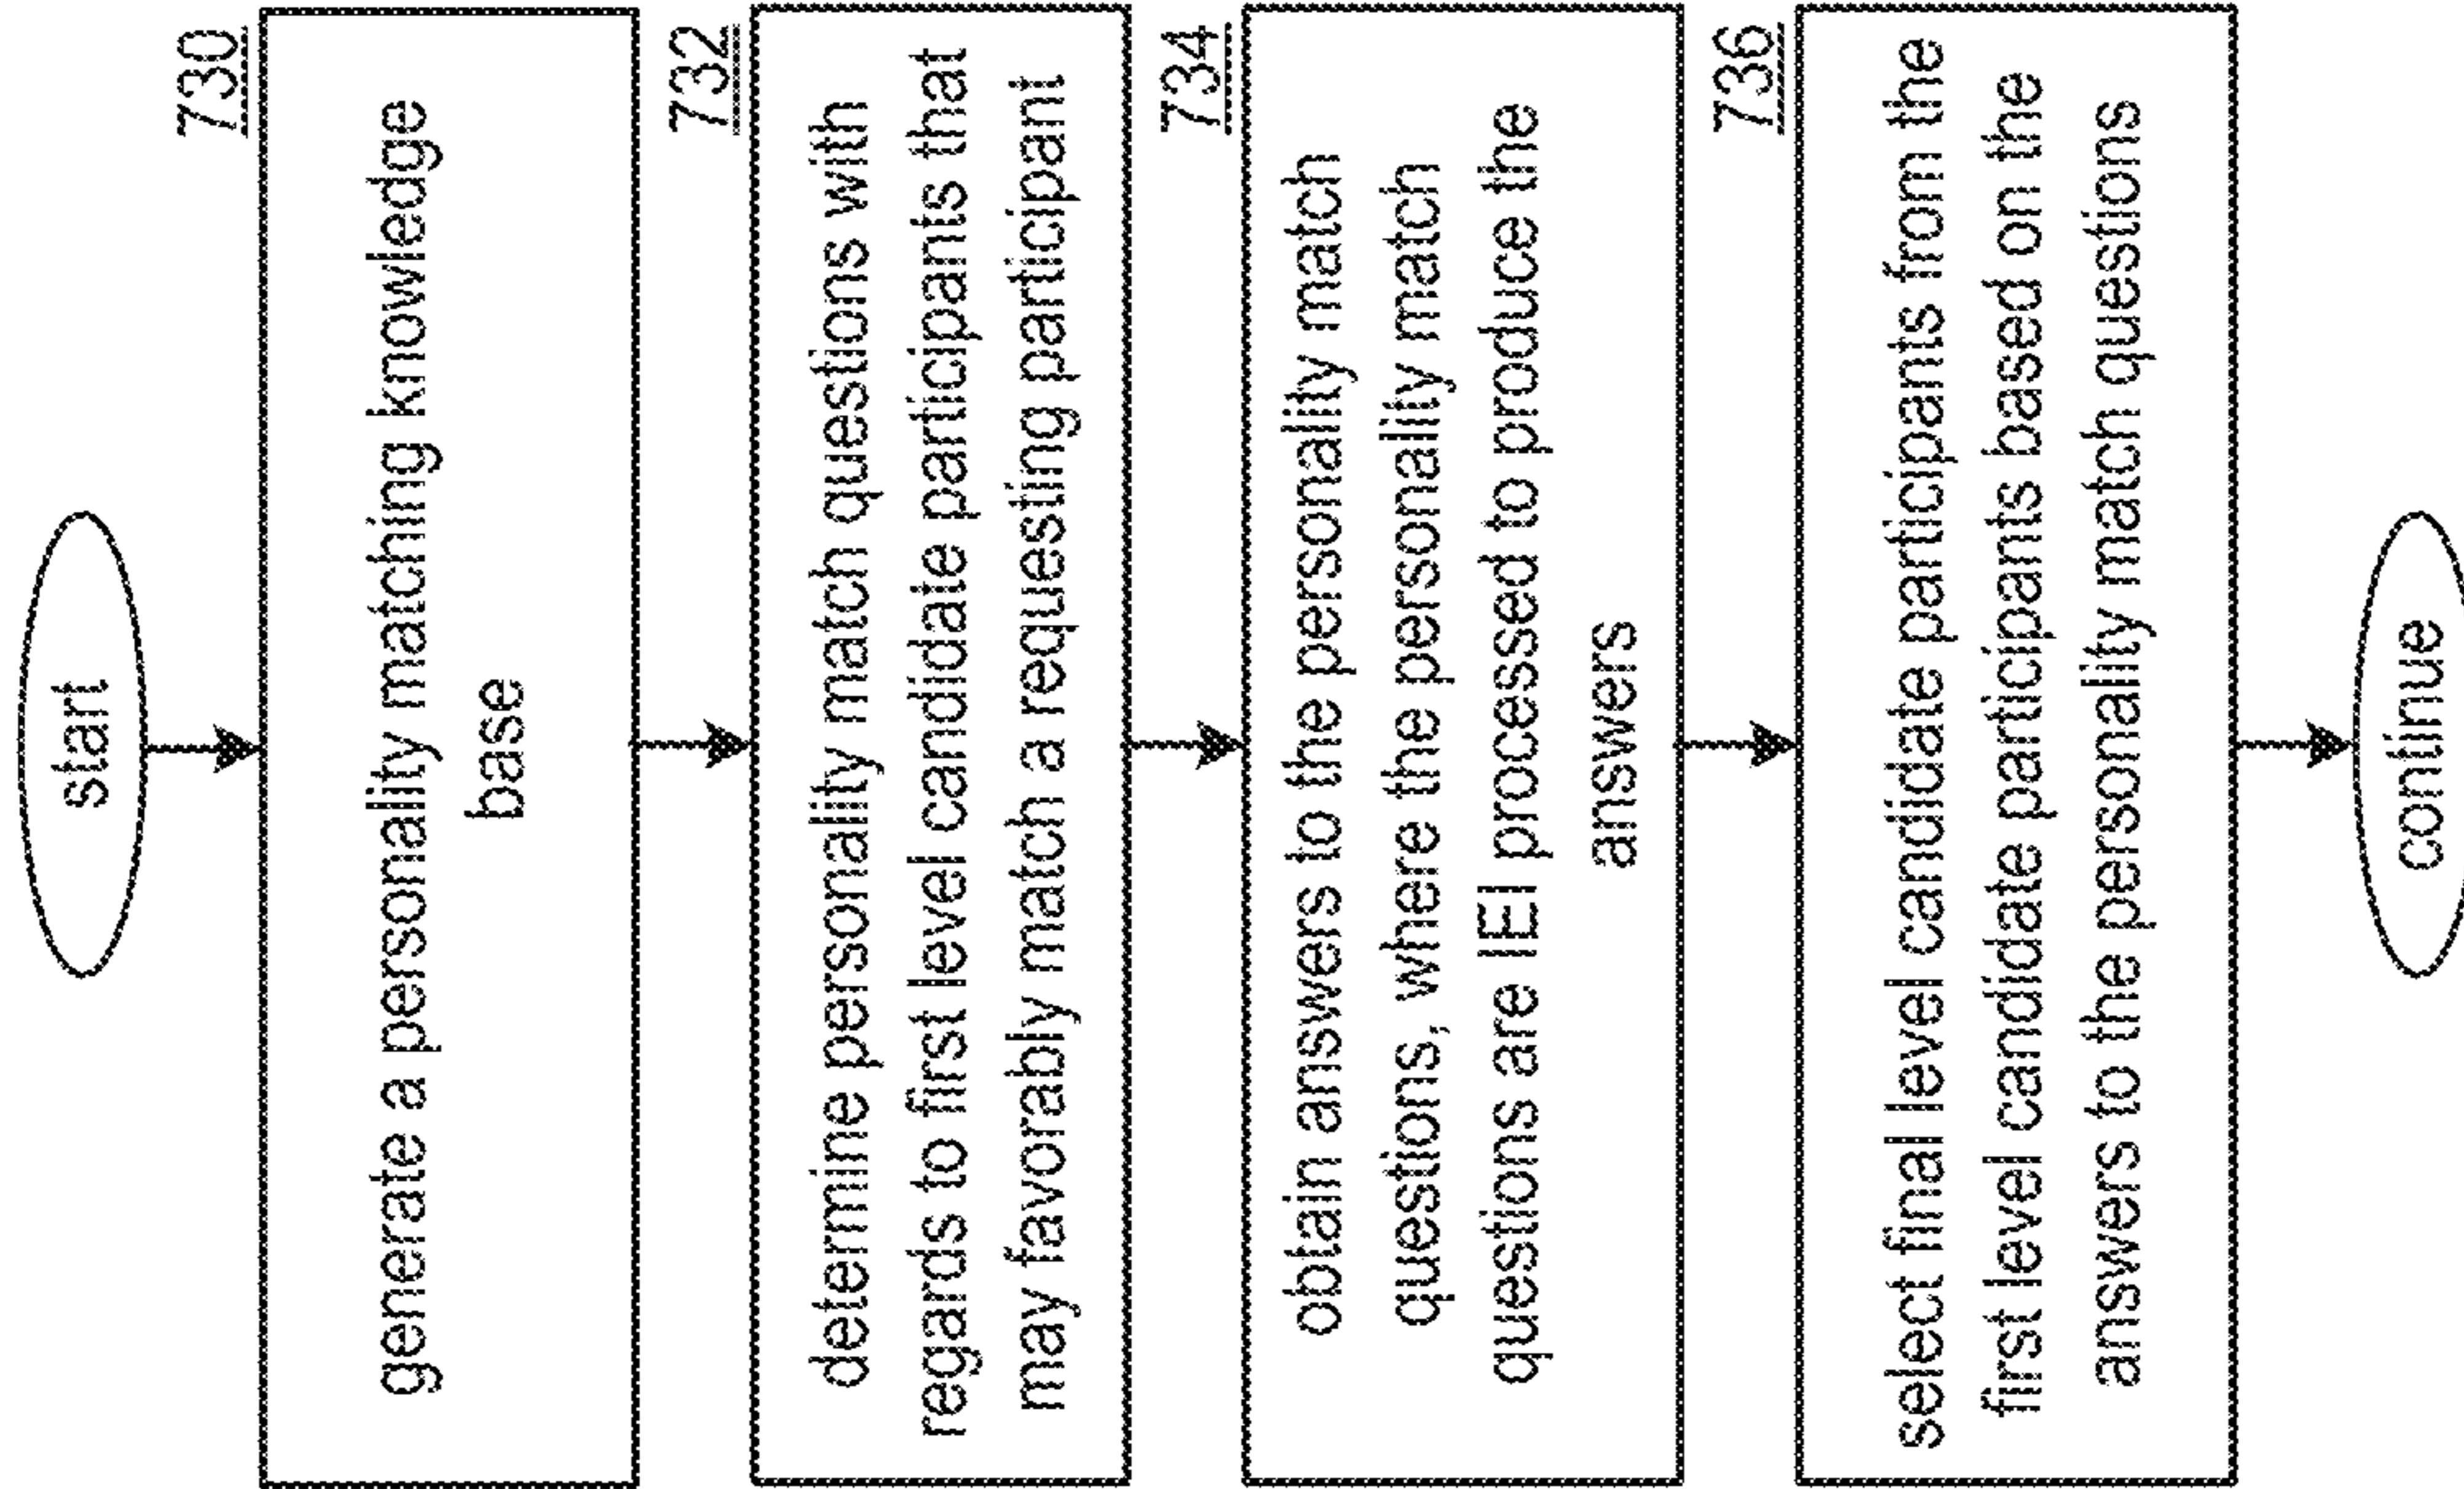 start
730
generate a personality matching knowledge
base
732
determine personality match questions with
regards to first level candidate participants that
may favorably match a requesting participant
734
obtain answers to the personality match
questions, where the personality match
questions are IEI processed to produce the
answers
736
select final level candidate participants from the
first level candidate participants based on the
answers to the personality match questions
continue